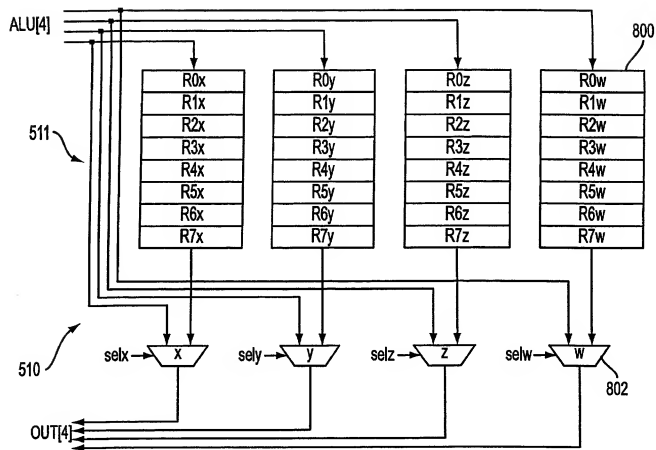 ALU[4]
800
R0x R0y R0z R0w
R1x R1y R1z R1w
R2x R2y R2z R2w
511
R3x R3y R3z R3w
R4x R4y R4z R4w
R5x R5y R5z R5w
R6x R6y R6z R6w
R7x R7y R7z R7w
510
selx x sely y selz z selw w
802
OUT[4]